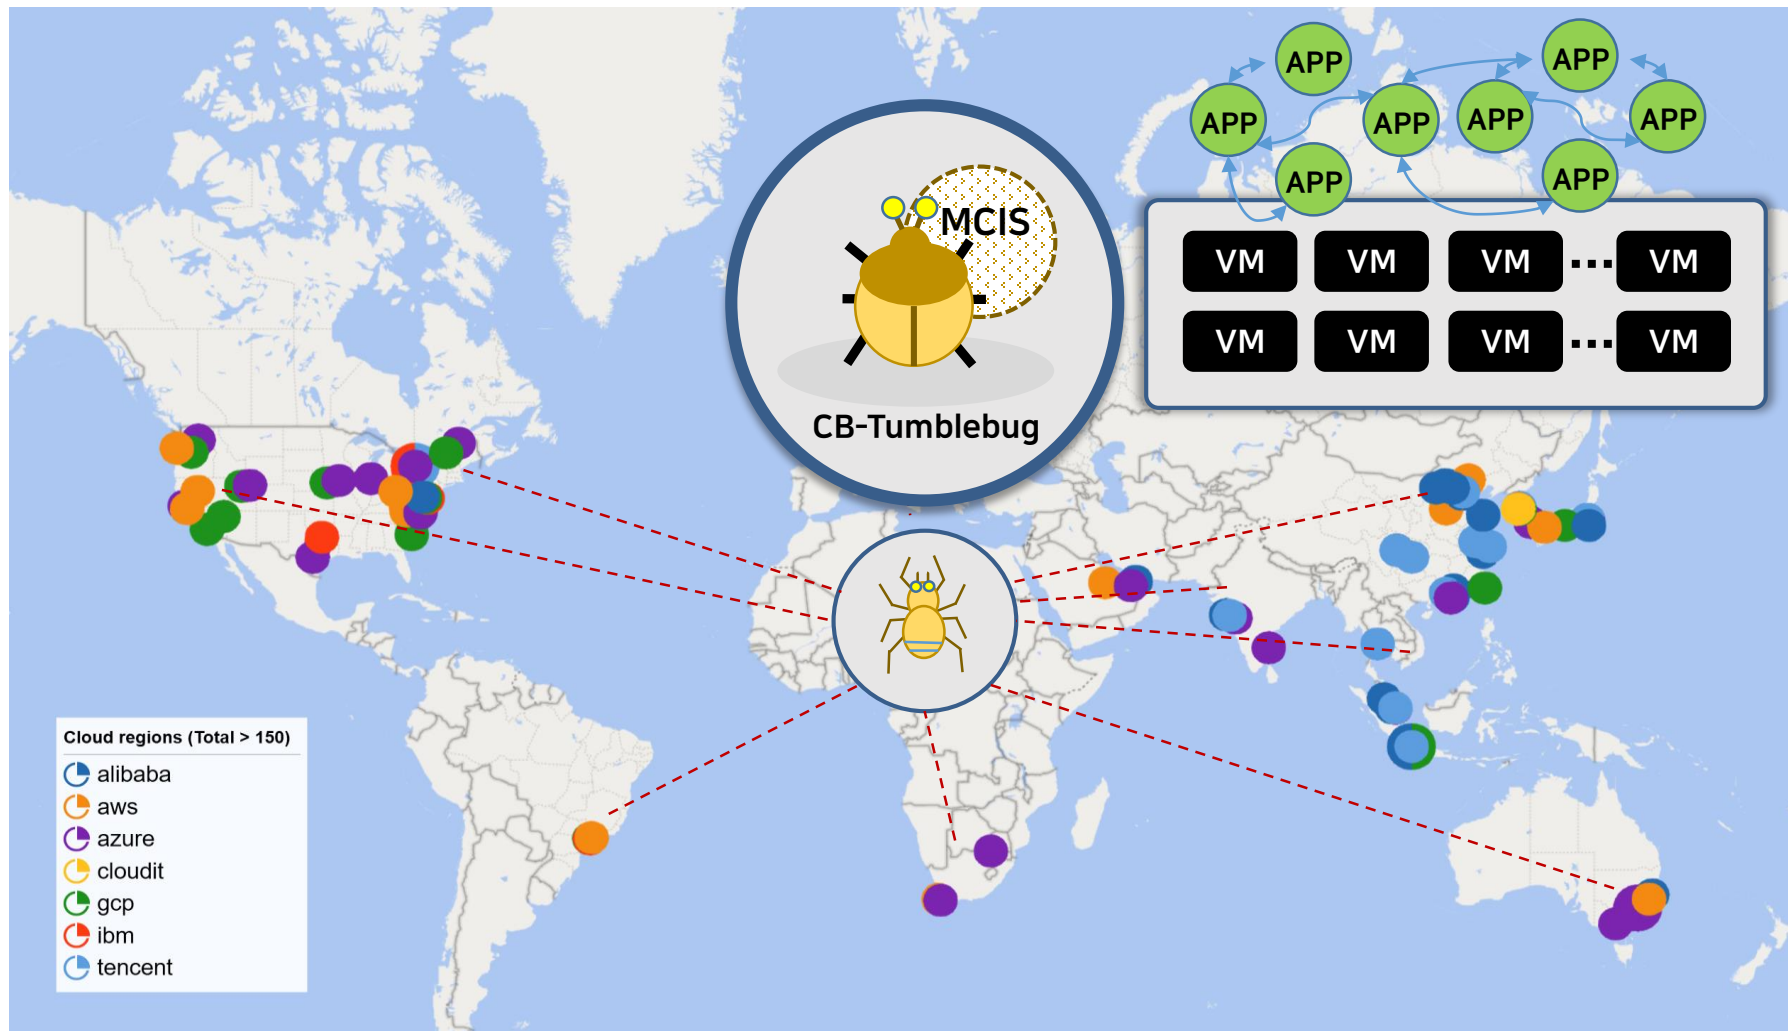 APP
APP
APP
APP
APP
APP
APP
APP
MCIS
CB-Tumblebug
VM VM VM ... VM
VM VM VM ... VM
Cloud regions (Total > 150)
alibaba
aws
azure
cloudit
gcp
ibm
tencent